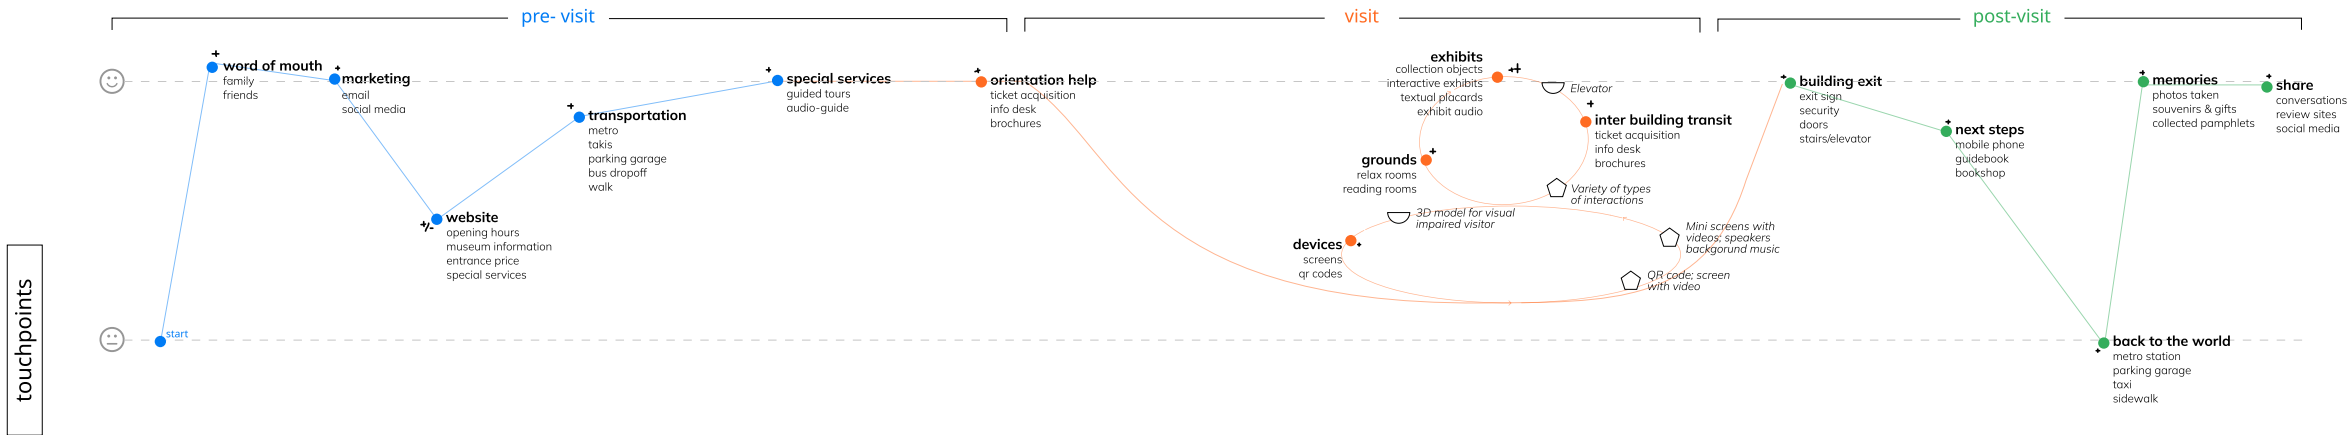 pre- visit
visit
post-visit
touchpoints
start
word of mouth
family
friends
marketing
email
social media
website
opening hours
museum information
entrance price
special services
transportation
metro
takis
parking garage
bus dropoff
walk
special services
guided tours
audio-guide
orientation help
ticket acquisition
info desk
brochures
exhibits
collection objects
interactive exhibits
textual placards
exhibit audio
Elevator
inter building transit
ticket acquisition
info desk
brochures
grounds
relax rooms
reading rooms
Variety of types
of interactions
3D model for visual
impaired visitor
devices
screens
qr codes
Mini screens with
videos; speakers
backgorund music
QR code; screen
with video
building exit
exit sign
security
doors
stairs/elevator
next steps
mobile phone
guidebook
bookshop
back to the world
metro station
parking garage
taxi
sidewalk
memories
photos taken
souvenirs & gifts
collected pamphlets
share
conversations
review sites
social media